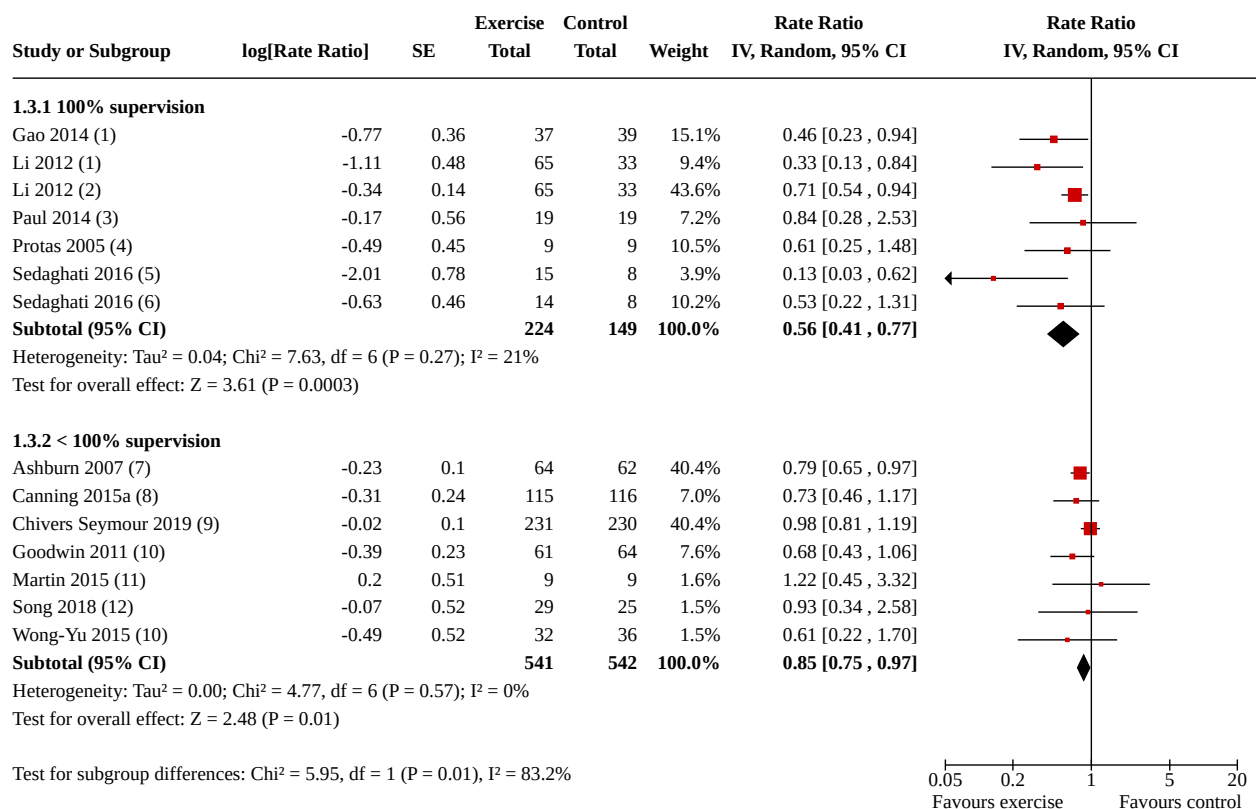 Exercise Control Rate Ratio Rate Ratio
Study or Subgroup log[Rate Ratio] SE Total Total Weight IV, Random, 95% CI IV, Random, 95% CI
1.3.1 100% supervision
Gao 2014 (1) -0.77 0.36 37 39 15.1% 0.46 [0.23 , 0.94]
Li 2012 (1) -1.11 0.48 65 33 9.4% 0.33 [0.13 , 0.84]
Li 2012 (2) -0.34 0.14 65 33 43.6% 0.71 [0.54 , 0.94]
Paul 2014 (3) -0.17 0.56 19 19 7.2% 0.84 [0.28 , 2.53]
Protas 2005 (4) -0.49 0.45 9 9 10.5% 0.61 [0.25 , 1.48]
Sedaghati 2016 (5) -2.01 0.78 15 8 3.9% 0.13 [0.03 , 0.62]
Sedaghati 2016 (6) -0.63 0.46 14 8 10.2% 0.53 [0.22 , 1.31]
Subtotal (95% CI) 224 149 100.0% 0.56 [0.41 , 0.77]
Heterogeneity: Tau² = 0.04; Chi² = 7.63, df = 6 (P = 0.27); I² = 21%
Test for overall effect: Z = 3.61 (P = 0.0003)
1.3.2 < 100% supervision
Ashburn 2007 (7) -0.23 0.1 64 62 40.4% 0.79 [0.65 , 0.97]
Canning 2015a (8) -0.31 0.24 115 116 7.0% 0.73 [0.46 , 1.17]
Chivers Seymour 2019 (9) -0.02 0.1 231 230 40.4% 0.98 [0.81 , 1.19]
Goodwin 2011 (10) -0.39 0.23 61 64 7.6% 0.68 [0.43 , 1.06]
Martin 2015 (11) 0.2 0.51 9 9 1.6% 1.22 [0.45 , 3.32]
Song 2018 (12) -0.07 0.52 29 25 1.5% 0.93 [0.34 , 2.58]
Wong-Yu 2015 (10) -0.49 0.52 32 36 1.5% 0.61 [0.22 , 1.70]
Subtotal (95% CI) 541 542 100.0% 0.85 [0.75 , 0.97]
Heterogeneity: Tau² = 0.00; Chi² = 4.77, df = 6 (P = 0.57); I² = 0%
Test for overall effect: Z = 2.48 (P = 0.01)
Test for subgroup differences: Chi² = 5.95, df = 1 (P = 0.01), I² = 83.2%
0.05 0.2 1 5 20
Favours exercise Favours control